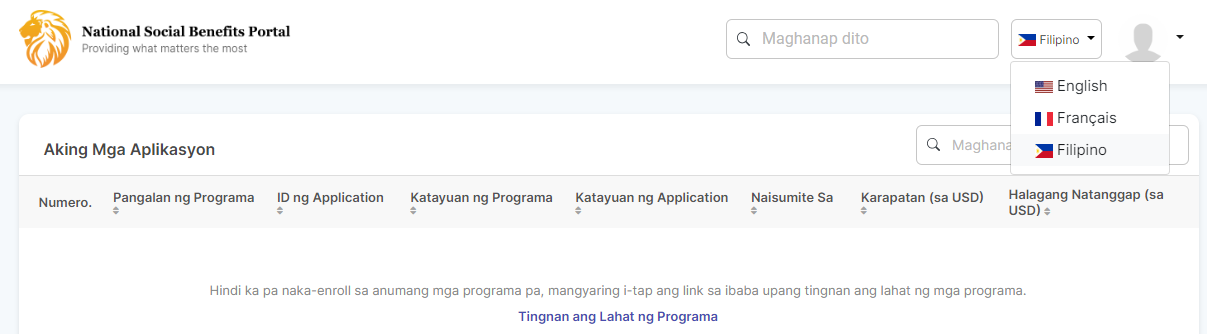 National Social Benefits Portal
Providing what matters the most
Maghanap dito
Filipino
English
Français
Filipino
Aking Mga Aplikasyon
Numero.
Pangalan ng Programa
ID ng Application
Katayuan ng Programa
Katayuan ng Application
Naisumite Sa
Karapatan (sa USD)
Halagang Natanggap (sa
USD)
Hindi ka pa naka-enroll sa anumang mga programa pa, mangyaring i-tap ang link sa ibaba upang tingnan ang lahat ng mga programa.
Tingnan ang Lahat ng Programa